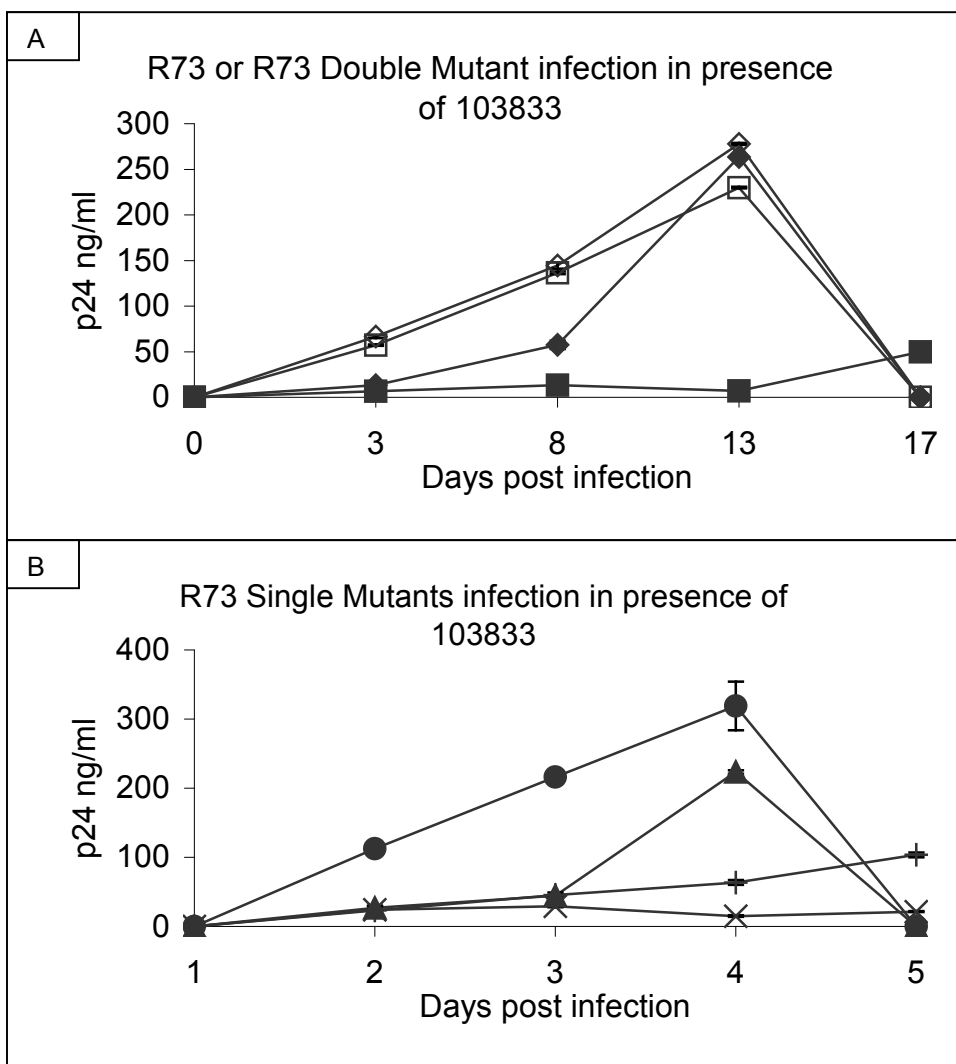 A
R73 or R73 Double Mutant infection in presence
of 103833
300
250
200
150
100
50
0
p24 ng/ml
0 3 8 13 17
Days post infection
B
R73 Single Mutants infection in presence of
103833
400
300
200
100
0
p24 ng/ml
1 2 3 4 5
Days post infection